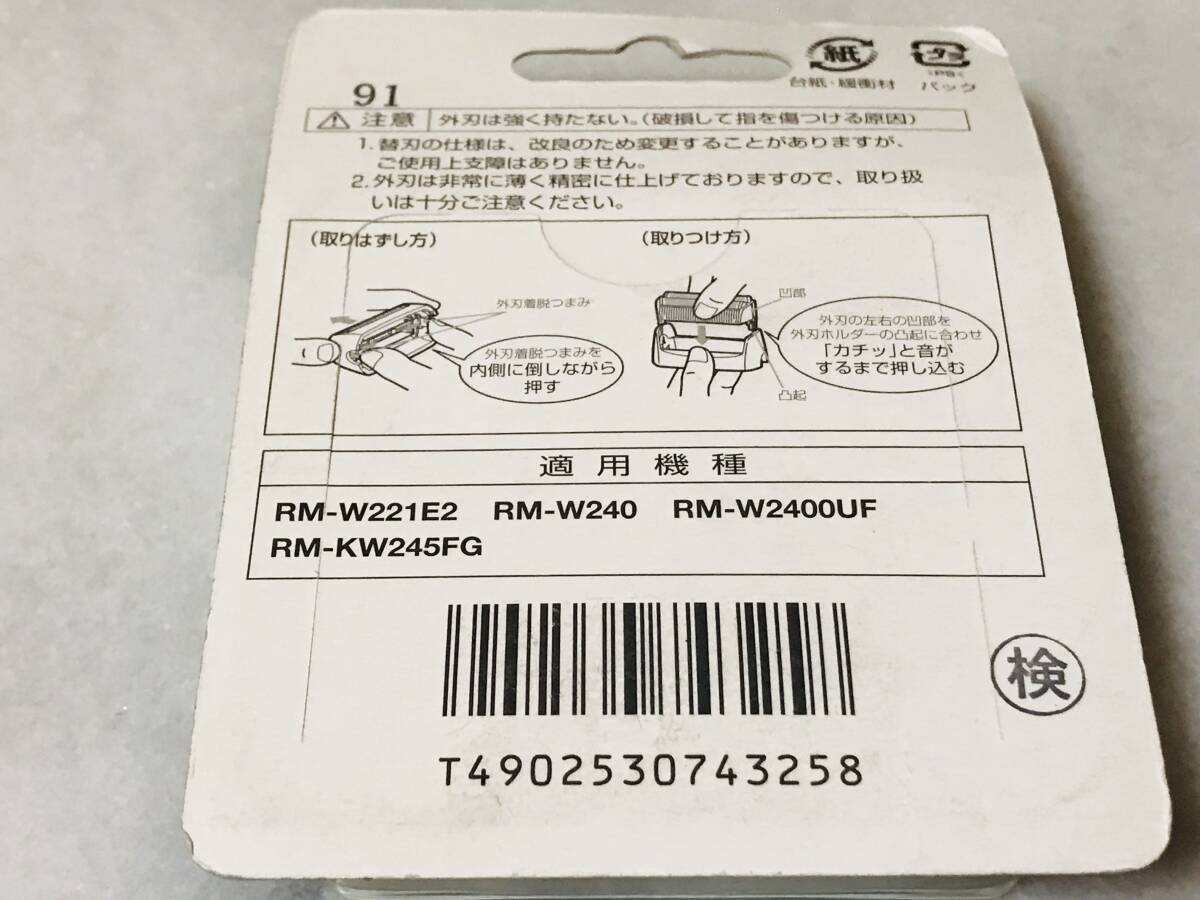 紙
台紙・緩衝材
パック
91
注意 外刃は強く持たない。(破損して指を傷つける原因)
1. 替刃の仕様は、改良のため変更することがありますが、
ご使用上支障はありません。
2. 外刃は非常に薄く精密に仕上げておりますので、取り扱
いは十分ご注意ください。
(取りはずし方)
外刃着脱つまみ
外刃着脱つまみを
内側に倒しながら
押す
(取りつけ方)
凹部
外刃の左右の凹部を
外刃ホルダーの凸起に合わせ
「カチッ」と音が
するまで押し込む
凸起
適用機種
RM-W221E2 RM-W240 RM-W2400UF
RM-KW245FG
検
T4902530743258